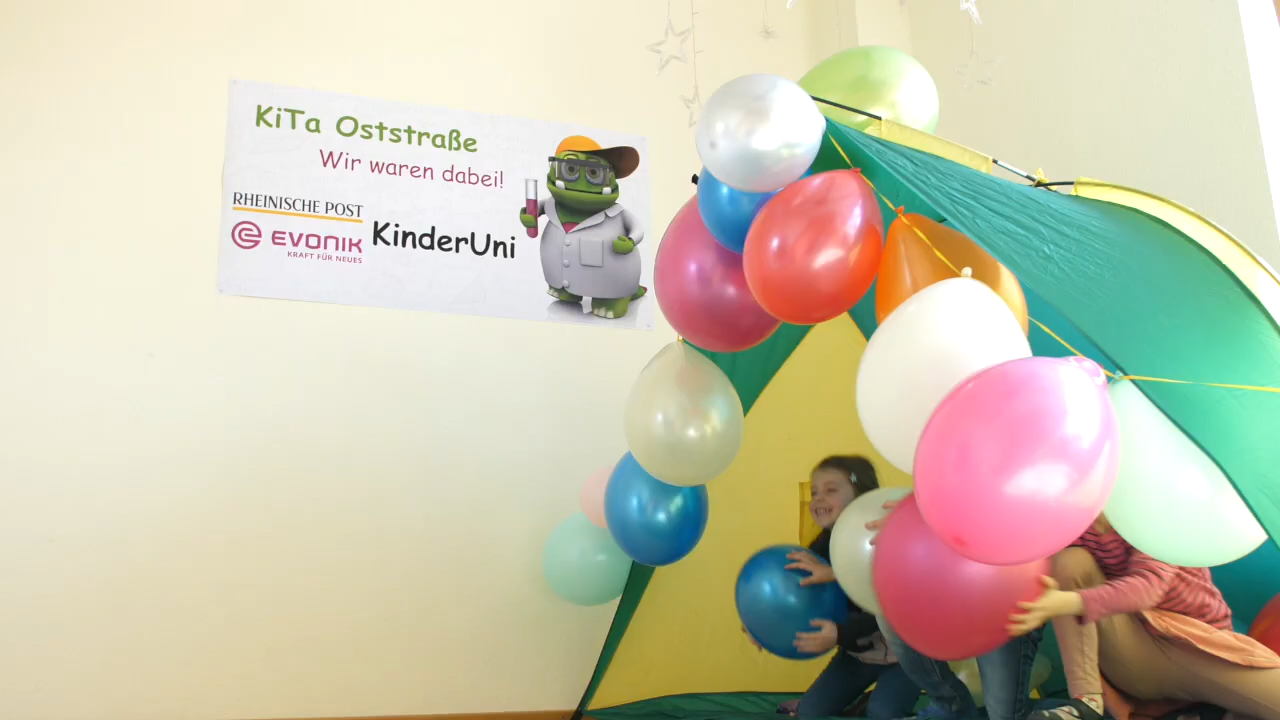 KiTa Oststraße
Wir waren dabei!
RHEINISCHE POST
EVONIK
KRAFT FÜR NEUES
KinderUni